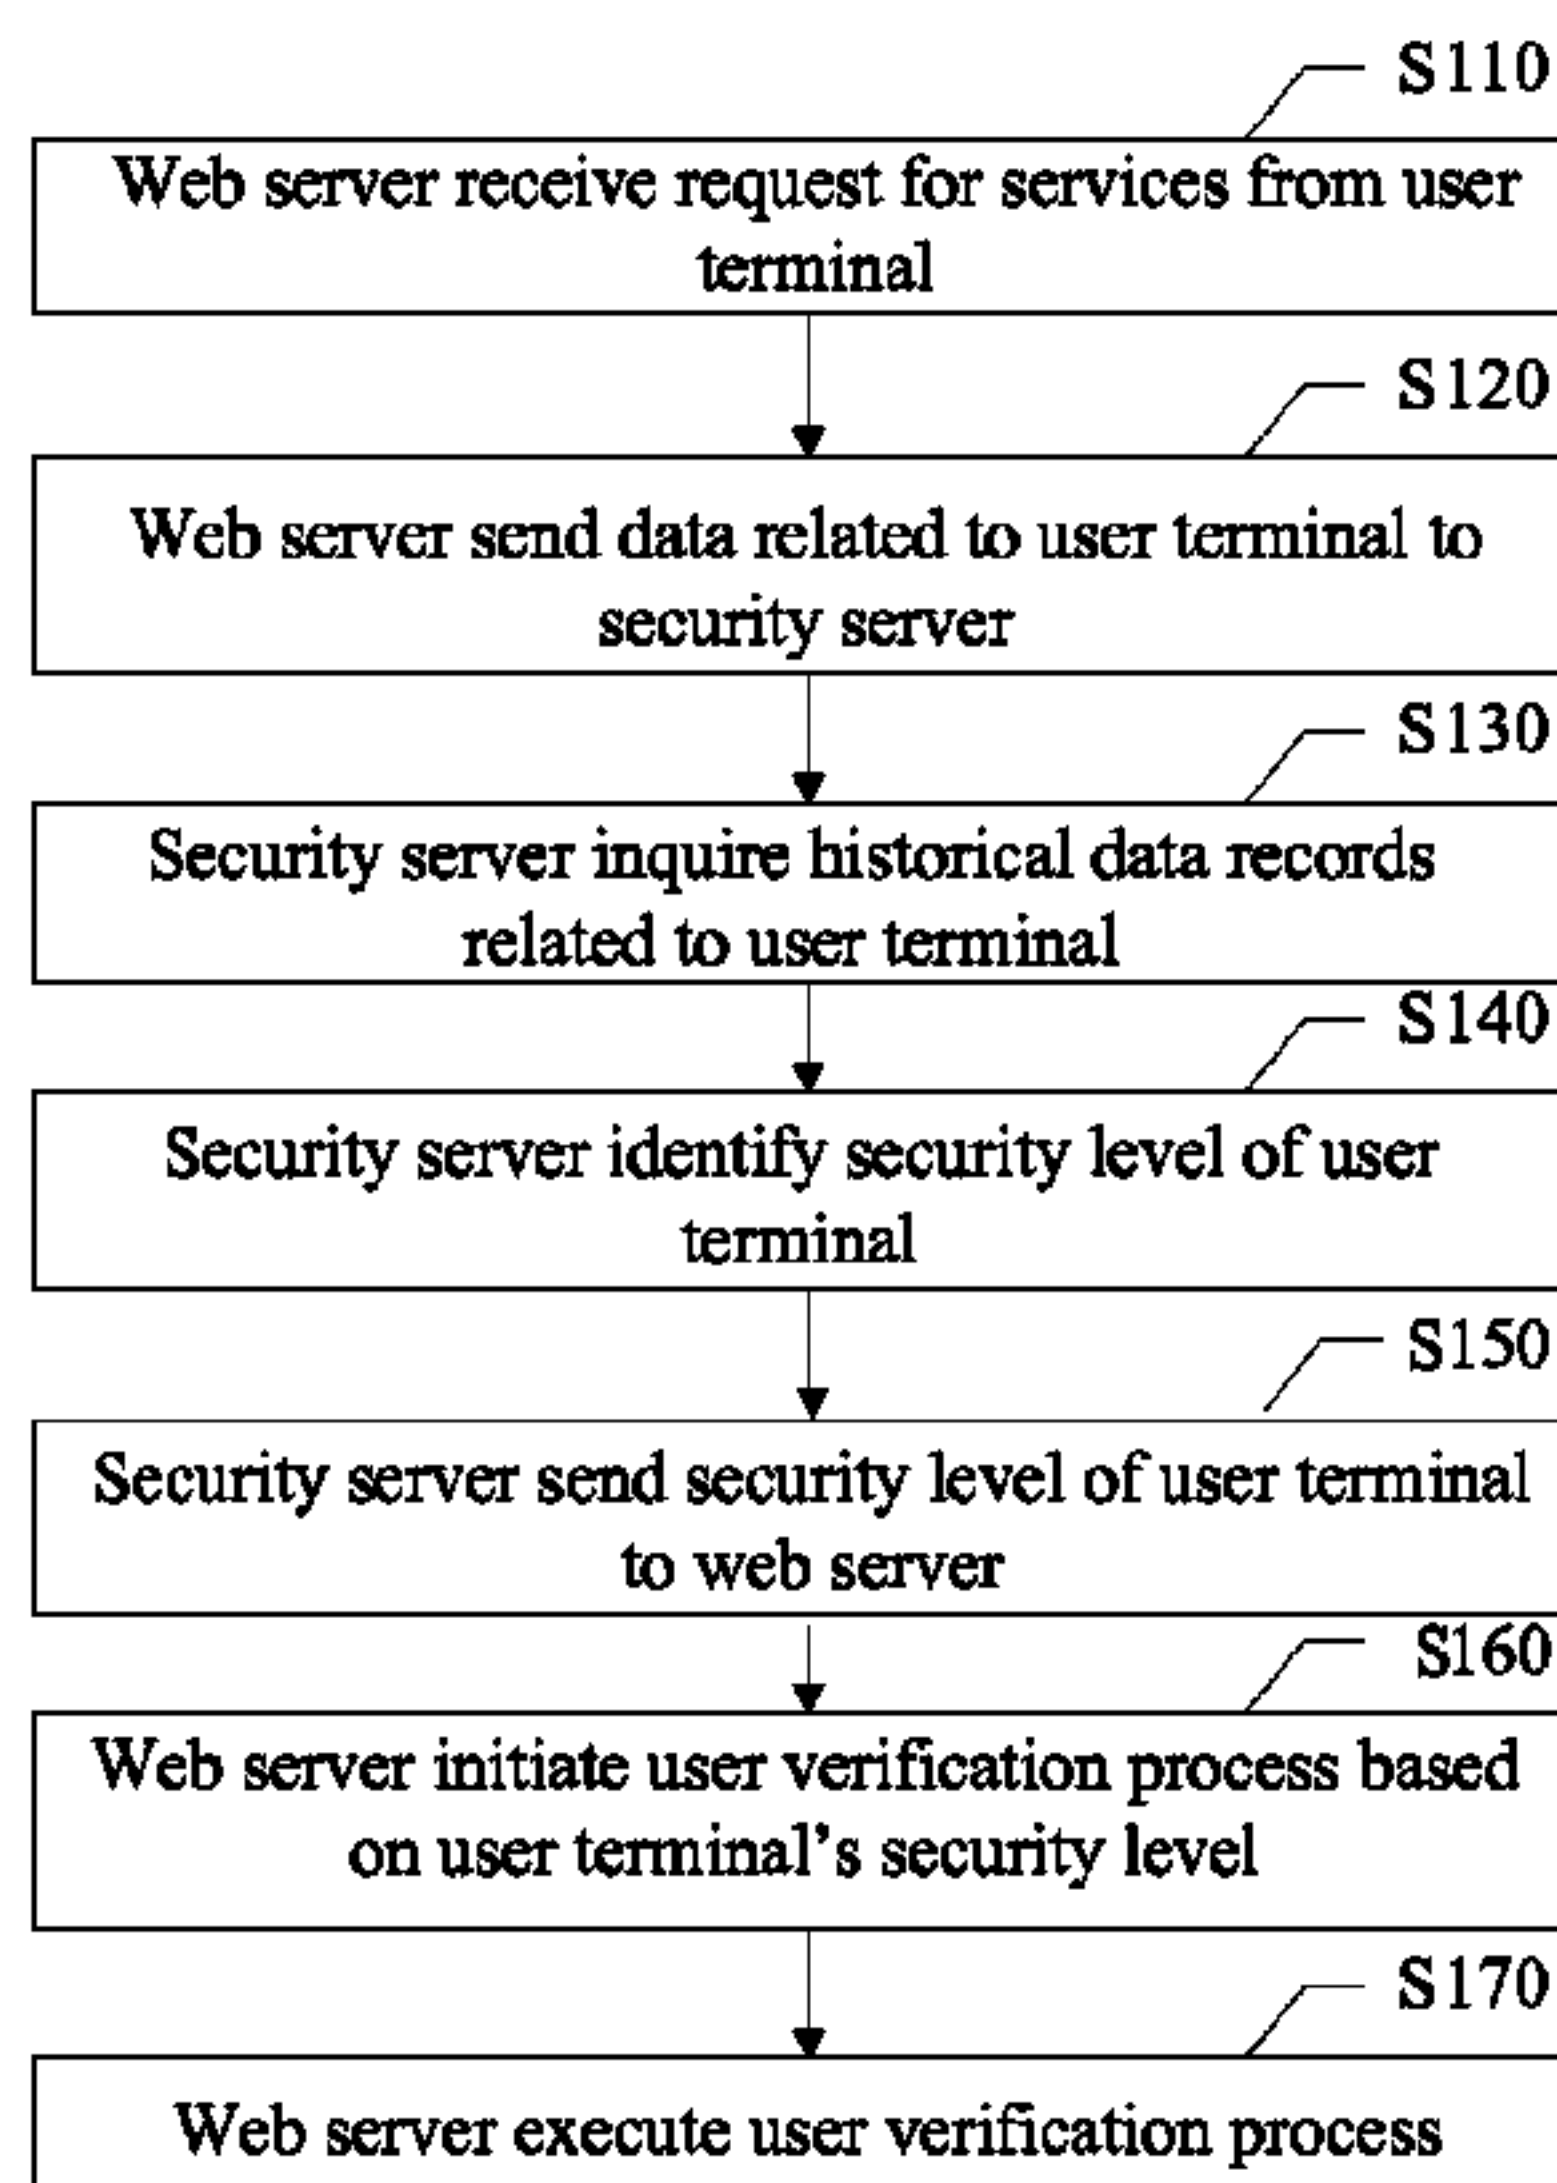 S110
Web server receive request for services from user
terminal
S120
Web server send data related to user terminal to
security server
S130
Security server inquire historical data records
related to user terminal
S140
Security server identify security level of user
terminal
S150
Security server send security level of user terminal
to web server
S160
Web server initiate user verification process based
on user terminal’s security level
S170
Web server execute user verification process